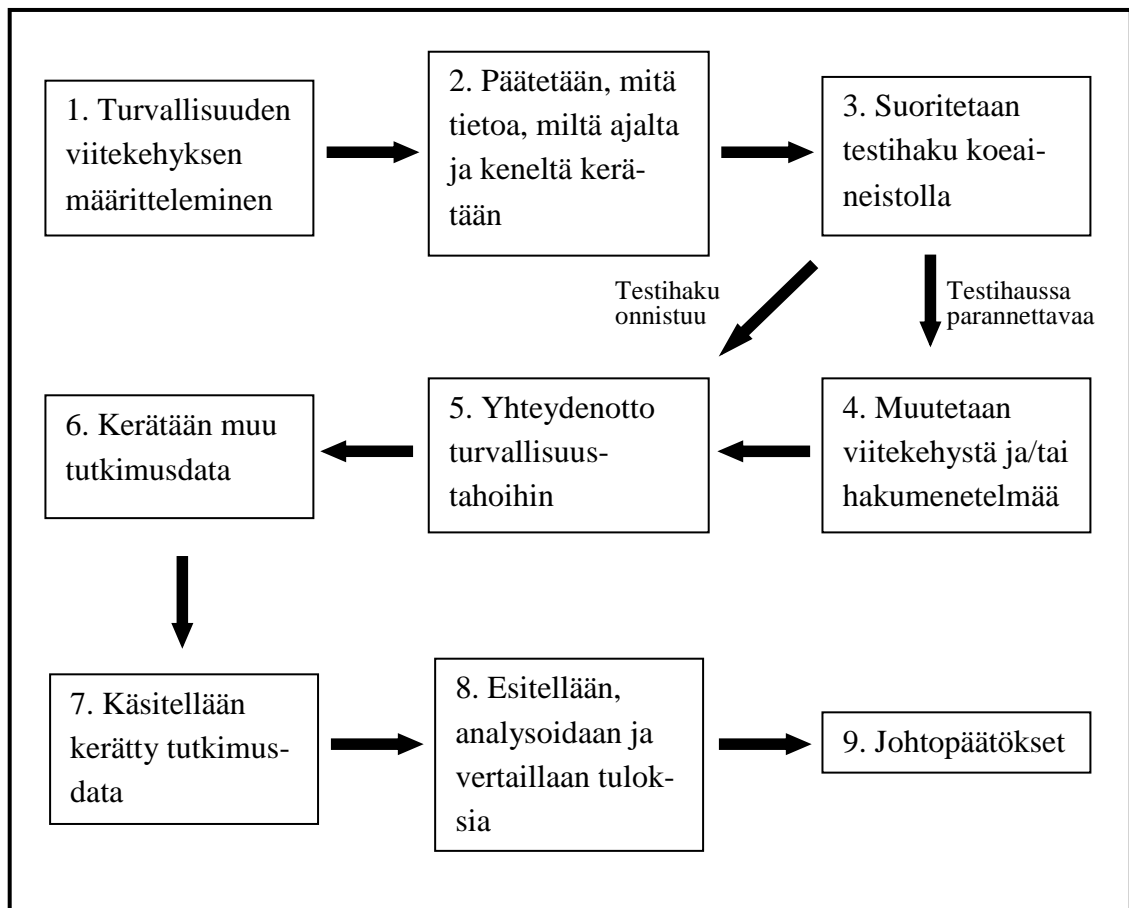 1. Turvallisuuden
viitekehyksen
määritteleminen
2. Päätetään, mitä
tietoa, miltä ajalta
ja keneltä kerä-
tään
3. Suoritetaan
testihaku koeai-
neistolla
Testihaku
onnistuu
Testihaussa
parannettavaa
4. Muutetaan
viitekehystä ja/tai
hakumenetelmää
5. Yhteydenotto
turvallisuus-
tahoihin
6. Kerätään muu
tutkimusdata
7. Käsitellään
kerätty tutkimus-
data
8. Esitellään,
analysoidaan ja
vertaillaan tulok-
sia
9. Johtopäätökset